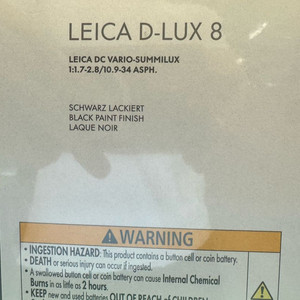 LEICA D-LUX 8
LEICA DC VARIO-SUMMILUX
1:1.7-2.8/10.9-34 ASPH.
SCHWARZ LACKIERT
BLACK PAINT FINISH
LAQUE NOIR
WARNING
• INGESTION HAZARD: This product contains a button cell or coin battery.
• DEATH or serious injury can occur if ingested.
• A swallowed button cell or coin battery can cause Internal Chemical
Burns in as little as 2 hours.
• KEEP new and used batteries OUT OF REACH of CHILDREN